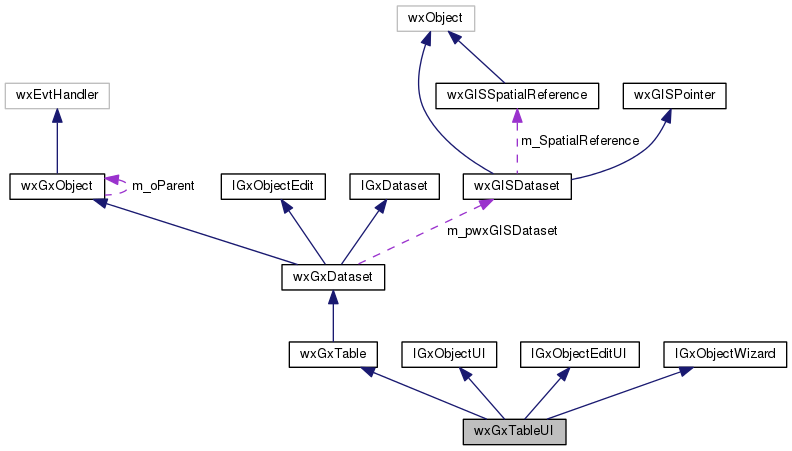 wxObject
wxEvtHandler
wxGISSpatialReference
wxGISPointer
m_SpatialReference
wxGxObject
m_oParent
IGxObjectEdit
IGxDataset
wxGISDataset
m_pwxGISDataset
wxGxDataset
wxGxTable
IGxObjectUI
IGxObjectEditUI
IGxObjectWizard
wxGxTableUI